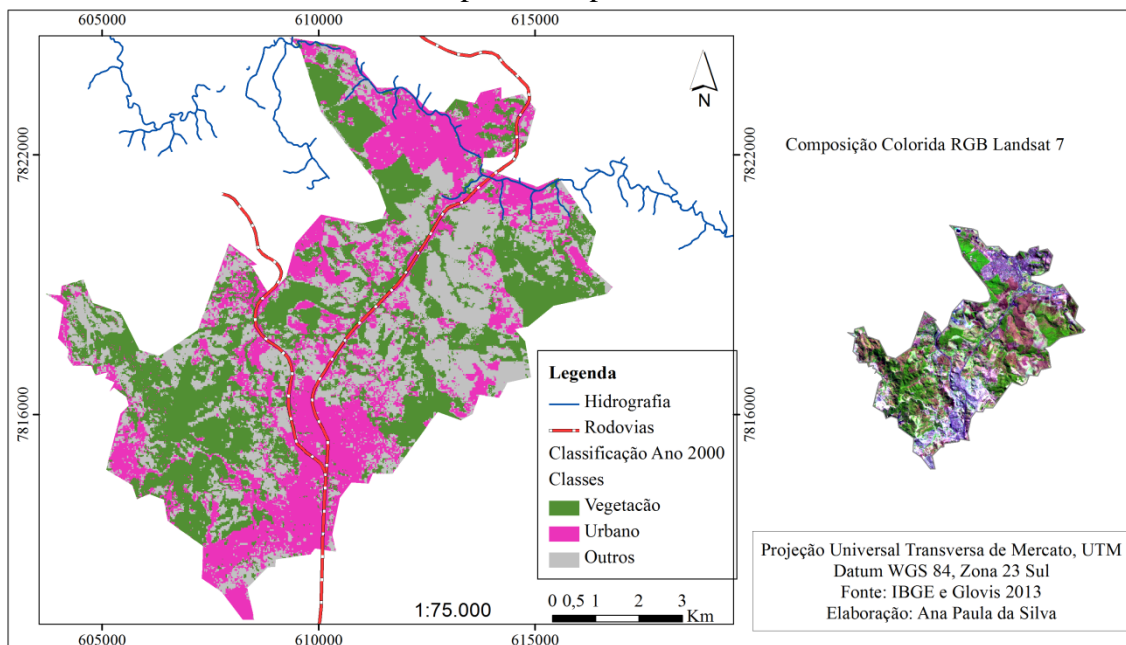 605000
610000
615000
7822000
7822000
N
Composição Colorida RGB Landsat 7
7816000
7816000
Legenda
Hidrografia
Rodovias
Classificação Ano 2000
Classes
Vegetacão
Urbano
Outros
0 0,5 1 2 3
Km
1:75.000
605000
610000
615000
Projeção Universal Transversa de Mercato, UTM
Datum WGS 84, Zona 23 Sul
Fonte: IBGE e Glovis 2013
Elaboração: Ana Paula da Silva